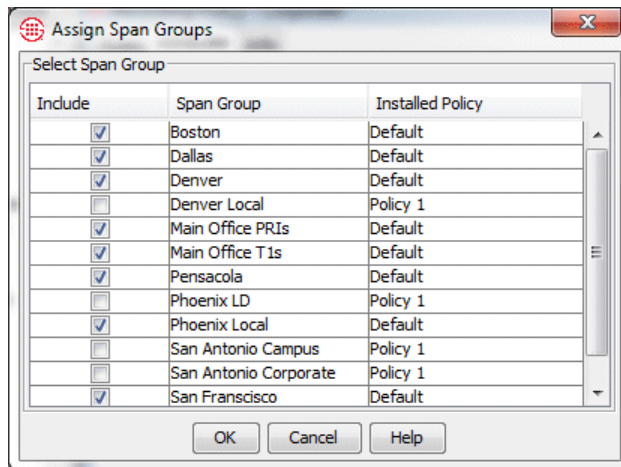 Assign Span Groups
Select Span Group
Include Span Group Installed Policy
Boston Default
Dallas Default
Denver Default
Denver Local Policy 1
Main Office PRIs Default
Main Office T1s Default
Pensacola Default
Phoenix LD Policy 1
Phoenix Local Default
San Antonio Campus Policy 1
San Antonio Corporate Policy 1
San Franscisco Default
OK Cancel Help